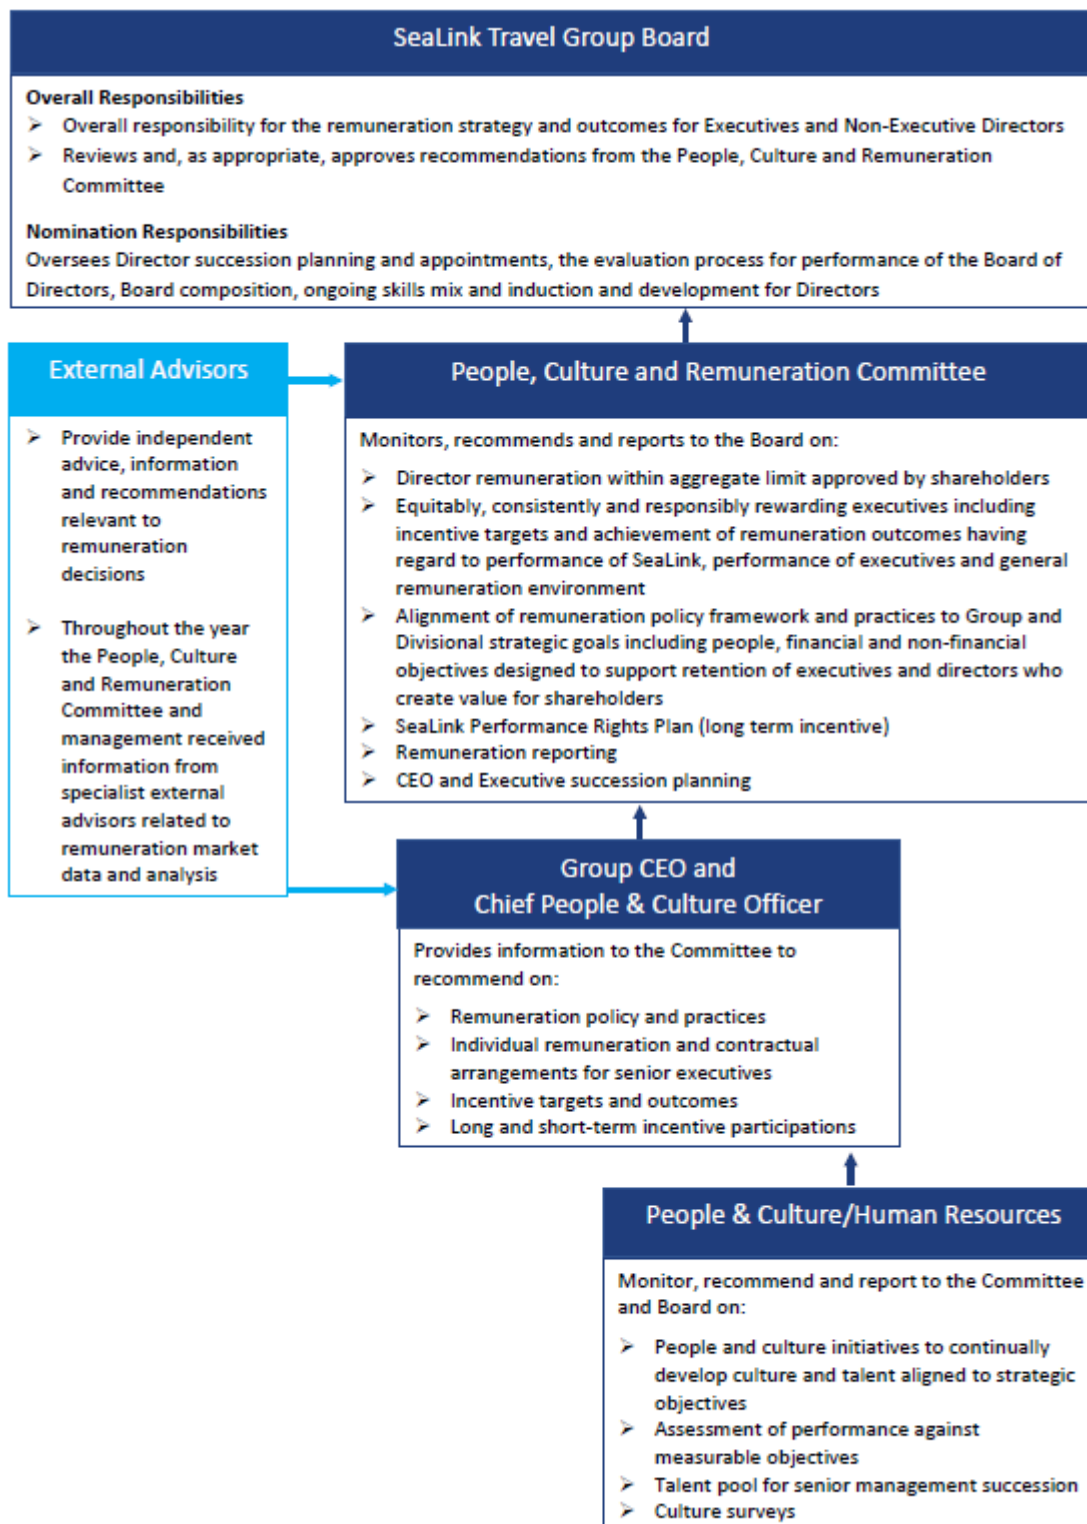 SeaLink Travel Group Board
Overall Responsibilities
➢ Overall responsibility for the remuneration strategy and outcomes for Executives and Non-Executive Directors
➢ Reviews and, as appropriate, approves recommendations from the People, Culture and Remuneration
Committee
Nomination Responsibilities
Oversees Director succession planning and appointments, the evaluation process for performance of the Board of
Directors, Board composition, ongoing skills mix and induction and development for Directors
External Advisors
➢ Provide independent
advice, information
and recommendations
relevant to
remuneration
decisions
➢ Throughout the year
the People, Culture
and Remuneration
Committee and
management received
information from
specialist external
advisors related to
remuneration market
data and analysis
People, Culture and Remuneration Committee
Monitors, recommends and reports to the Board on:
➢ Director remuneration within aggregate limit approved by shareholders
➢ Equitably, consistently and responsibly rewarding executives including
incentive targets and achievement of remuneration outcomes having
regard to performance of SeaLink, performance of executives and general
remuneration environment
➢ Alignment of remuneration policy framework and practices to Group and
Divisional strategic goals including people, financial and non-financial
objectives designed to support retention of executives and directors who
create value for shareholders
➢ SeaLink Performance Rights Plan (long term incentive)
➢ Remuneration reporting
➢ CEO and Executive succession planning
Group CEO and
Chief People & Culture Officer
Provides information to the Committee to
recommend on:
➢ Remuneration policy and practices
➢ Individual remuneration and contractual
arrangements for senior executives
➢ Incentive targets and outcomes
➢ Long and short-term incentive participations
People & Culture/Human Resources
Monitor, recommend and report to the Committee
and Board on:
➢ People and culture initiatives to continually
develop culture and talent aligned to strategic
objectives
➢ Assessment of performance against
measurable objectives
➢ Talent pool for senior management succession
➢ Culture surveys